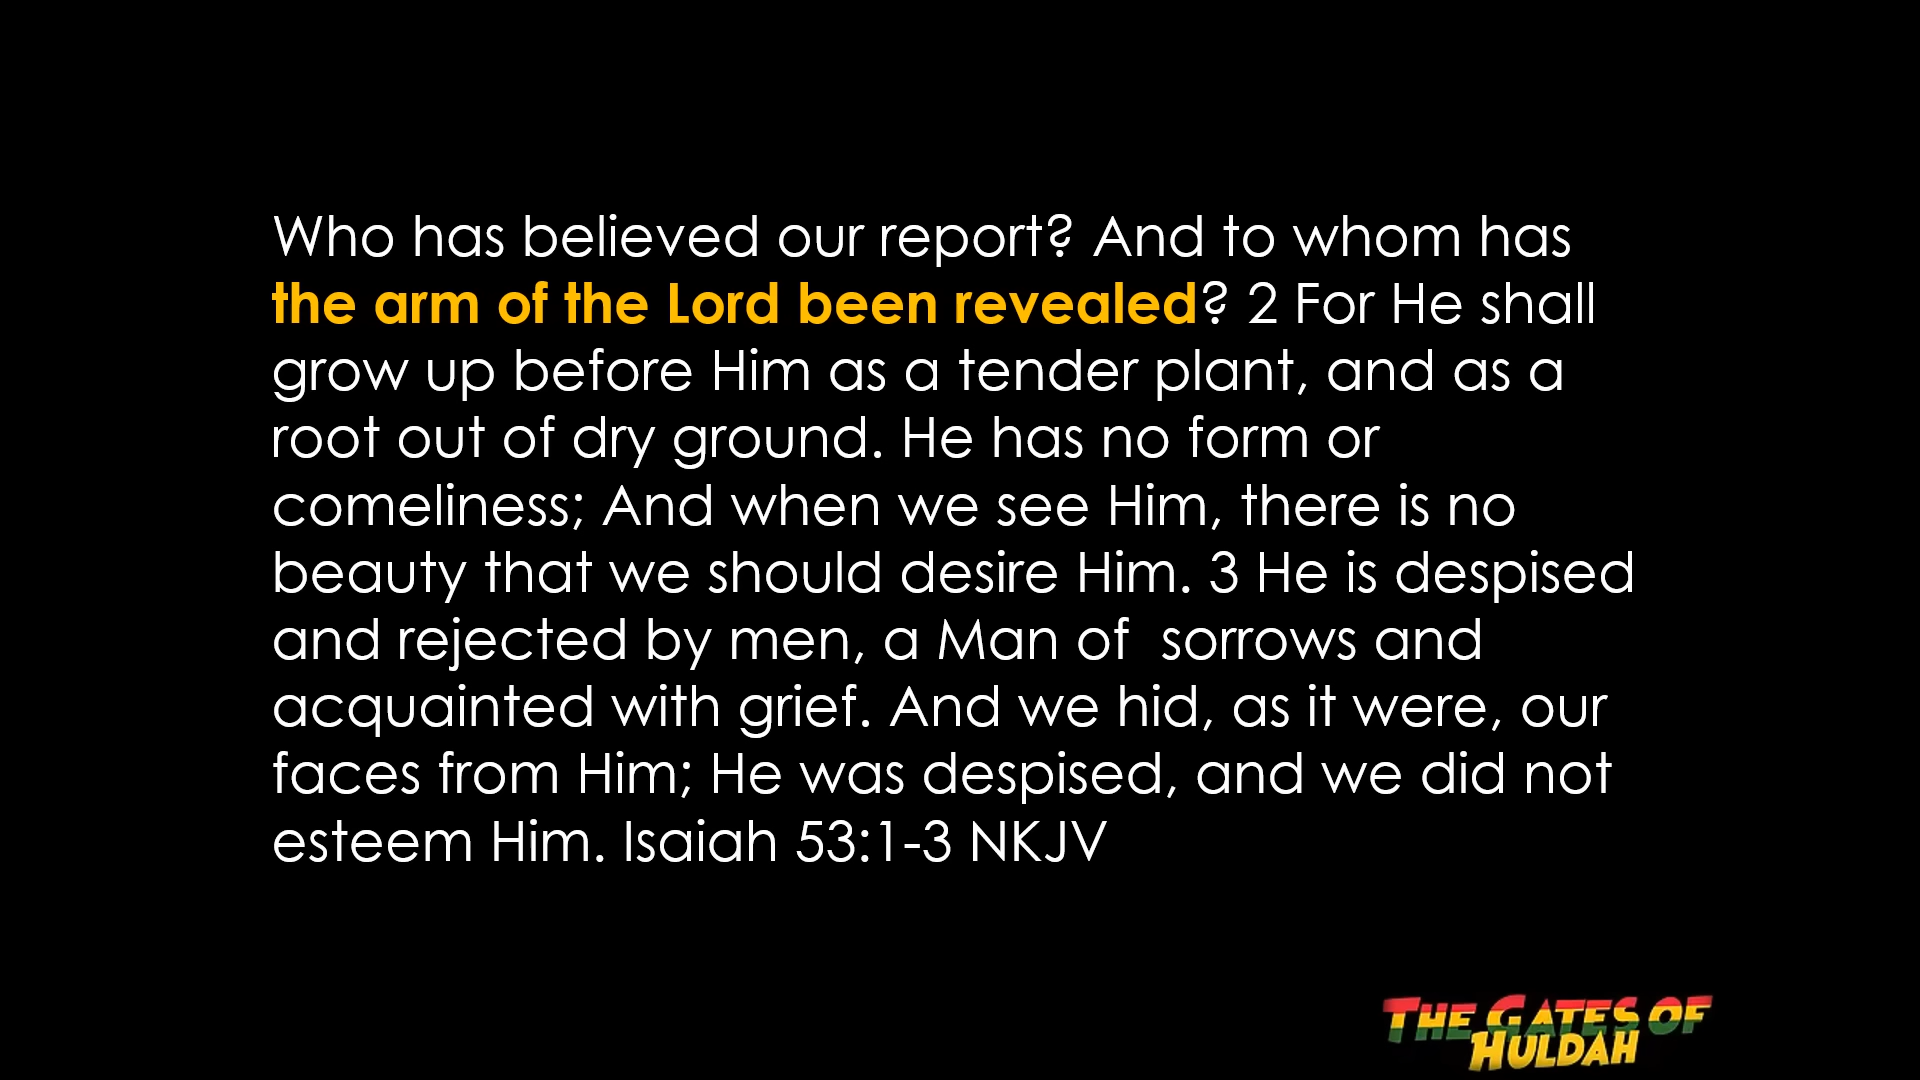 Who has believed our report? And to whom has
the arm of the Lord been revealed? 2 For He shall
grow up before Him as a tender plant, and as a
root out of dry ground. He has no form or
comeliness; And when we see Him, there is no
beauty that we should desire Him. 3 He is despised
and rejected by men, a Man of  sorrows and
acquainted with grief. And we hid, as it were, our
faces from Him; He was despised, and we did not
esteem Him. Isaiah 53:1-3 NKJV
THE GATES OF
HULDAH